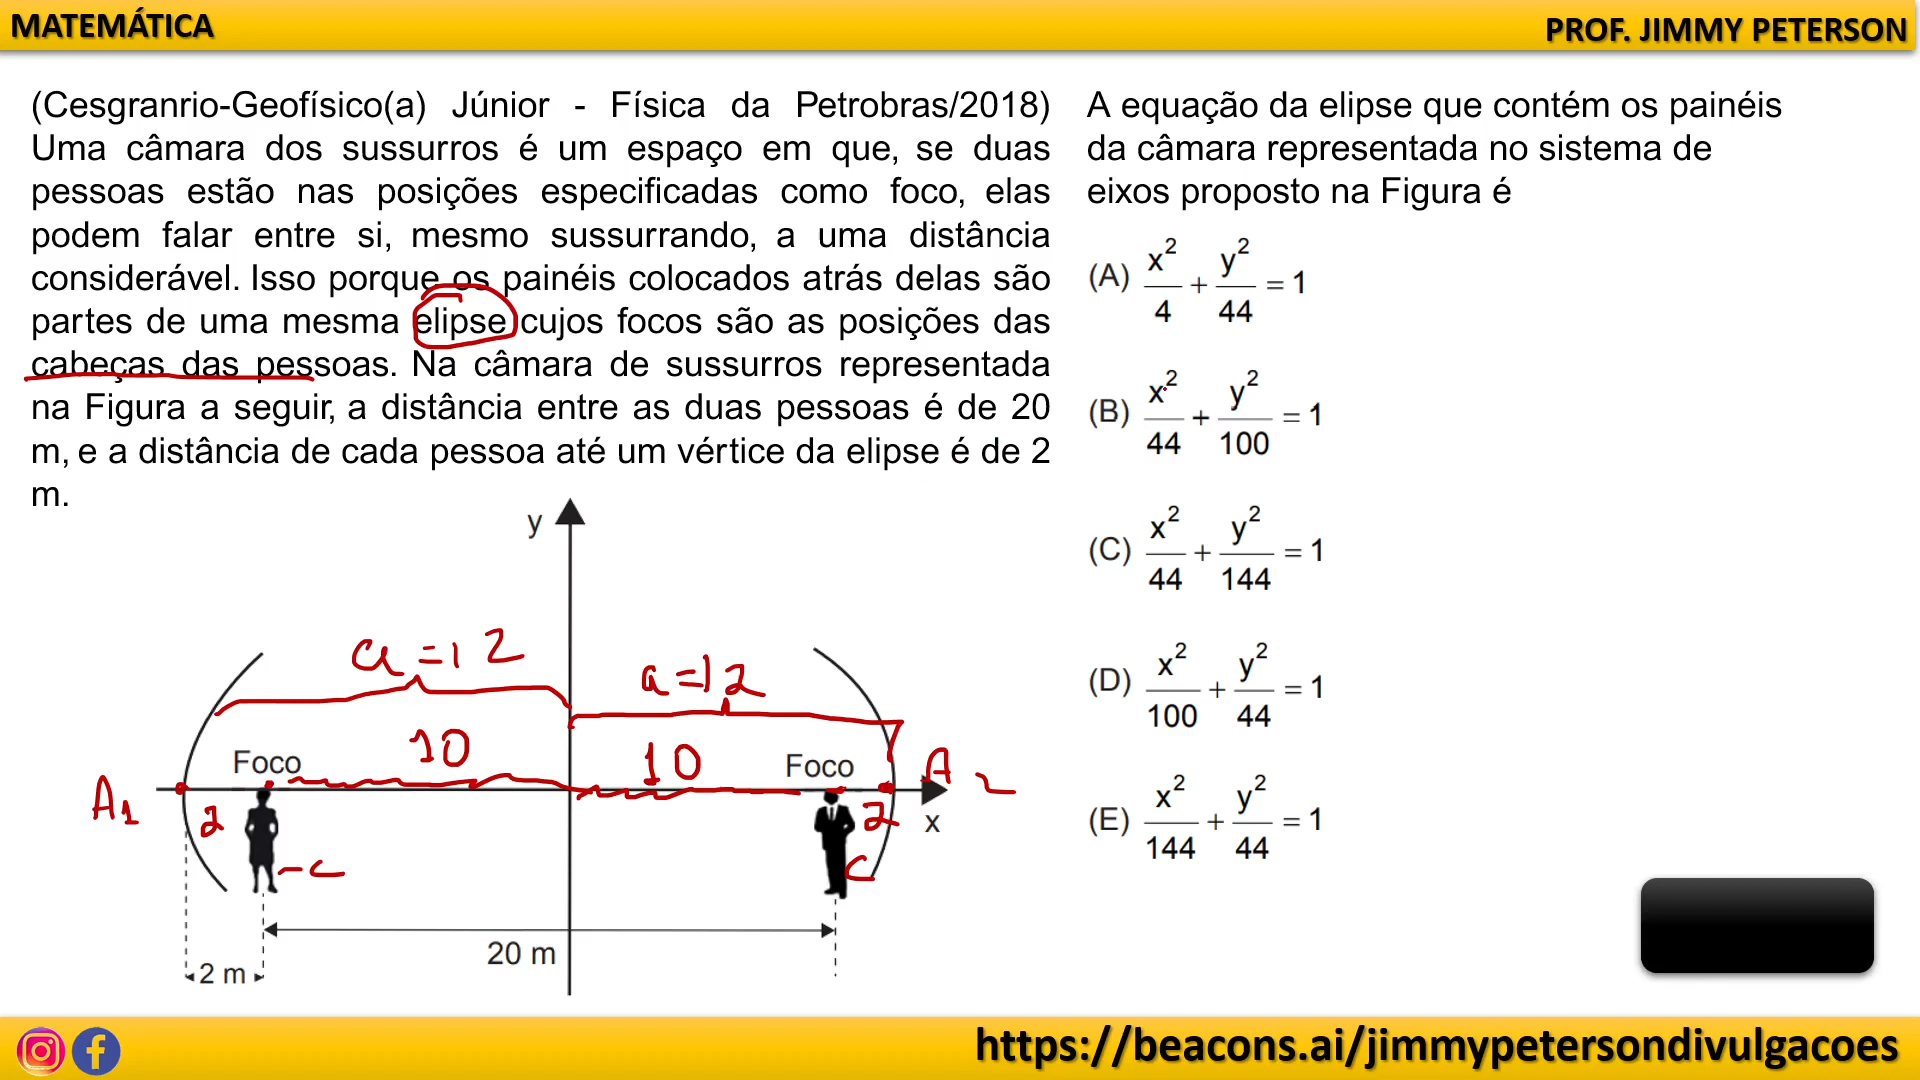 MATEMÁTICA
PROF. JIMMY PETERSON
(Cesgranrio-Geofísico(a) Júnior - Física da Petrobras/2018)
Uma câmara dos sussurros é um espaço em que, se duas
pessoas estão nas posições especificadas como foco, elas
podem falar entre si, mesmo sussurrando, a uma distância
considerável. Isso porque os painéis colocados atrás delas são
partes de uma mesma elipse cujos focos são as posições das
cabeças das pessoas. Na câmara de sussurros representada
na Figura a seguir, a distância entre as duas pessoas é de 20
m, e a distância de cada pessoa até um vértice da elipse é de 2
m.
y
a=12
a=12
10
10
Foco
Foco
A1
A2
2
2
x
-c
c
20 m
2 m
A equação da elipse que contém os painéis
da câmara representada no sistema de
eixos proposto na Figura é
(A) x²/4 + y²/44 = 1
(B) x²/44 + y²/100 = 1
(C) x²/44 + y²/144 = 1
(D) x²/100 + y²/44 = 1
(E) x²/144 + y²/44 = 1
https://beacons.ai/jimmypetersondivulgacoes